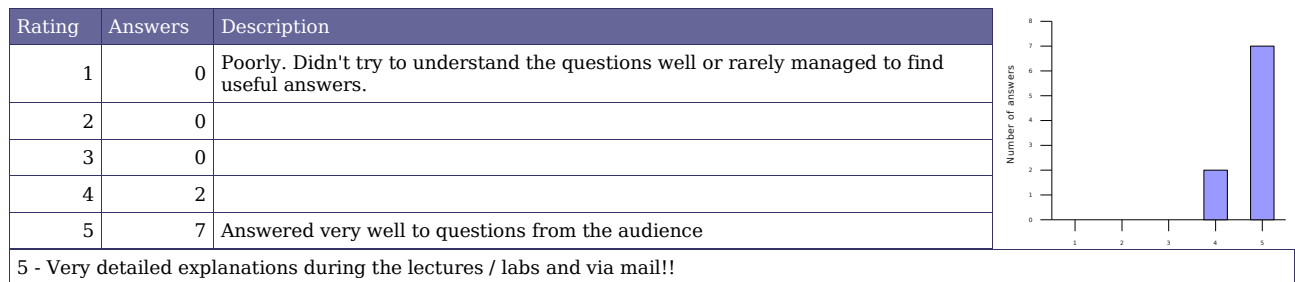 Rating Answers Description
1 0 Poorly. Didn't try to understand the questions well or rarely managed to find
useful answers.
2 0
3 0
4 2
5 7 Answered very well to questions from the audience
5 - Very detailed explanations during the lectures / labs and via mail!!
8
7
6
5
4
3
2
1
0
Number of answers
1 2 3 4 5